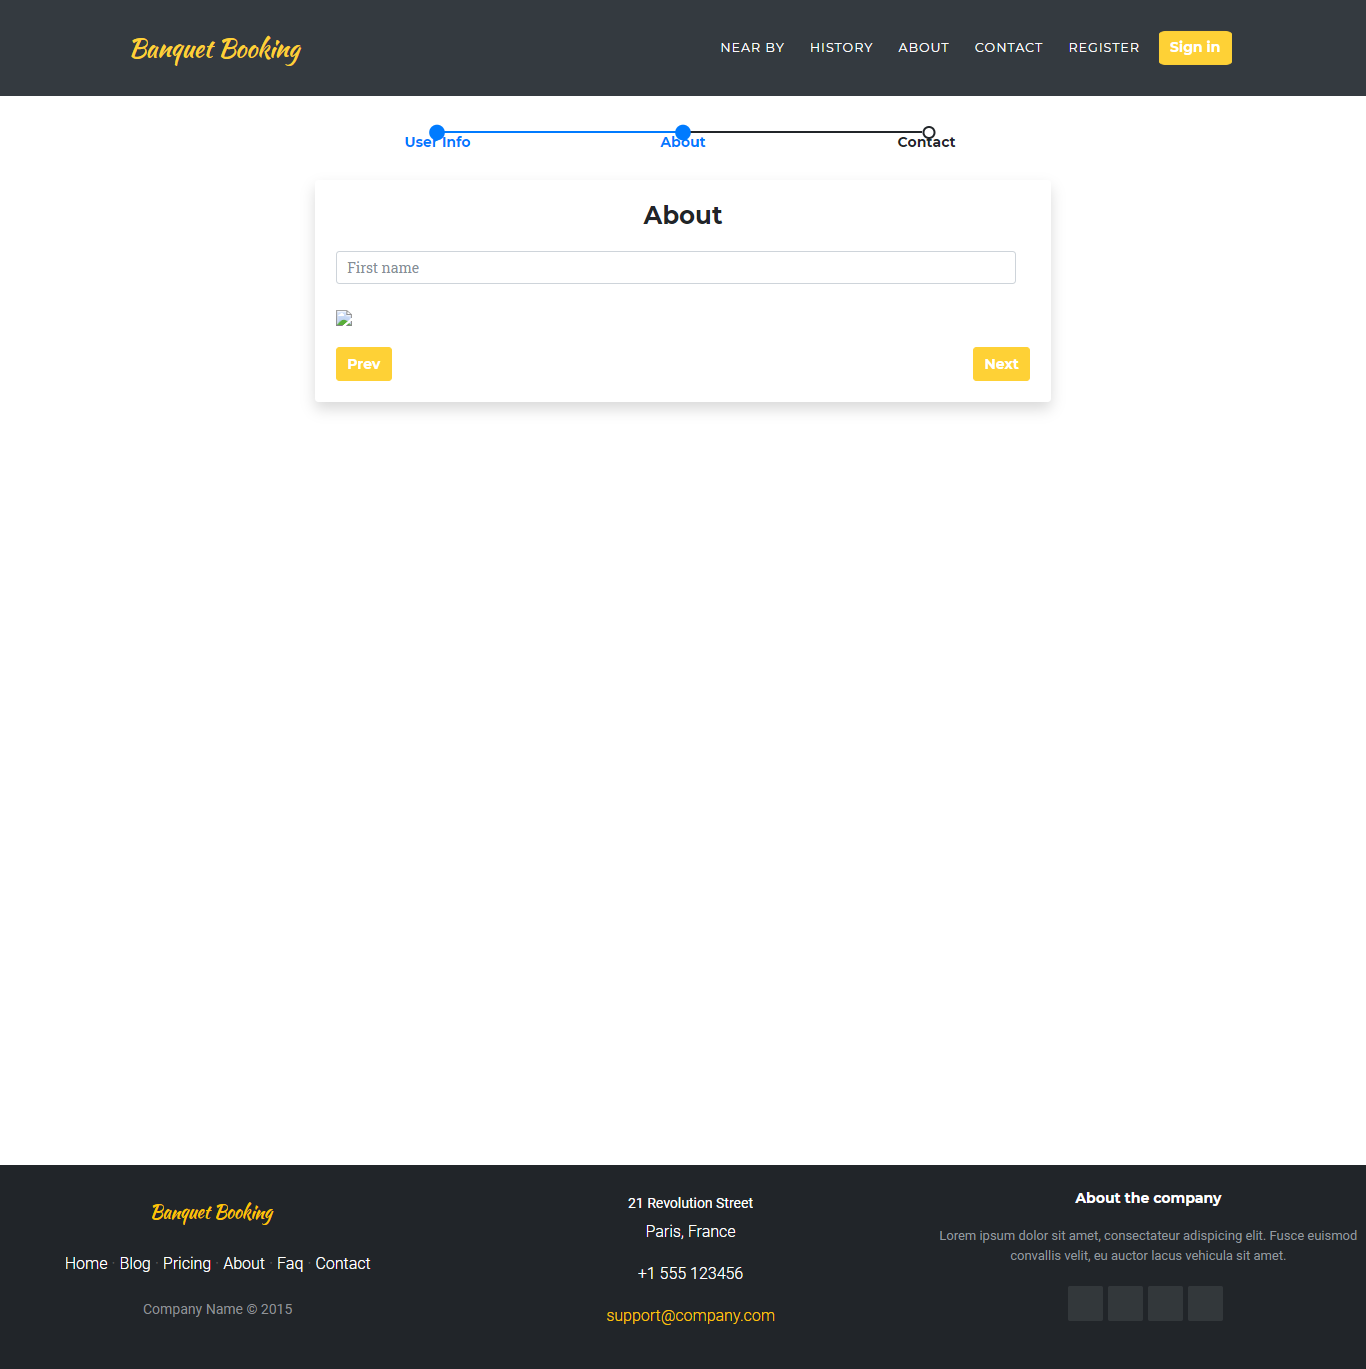 Banquet Booking
NEAR BY HISTORY ABOUT CONTACT REGISTER Sign in
User Info About Contact
About
First name
Prev Next
Banquet Booking
Home · Blog · Pricing · About · Faq · Contact
Company Name © 2015
21 Revolution Street
Paris, France
+1 555 123456
support@company.com
About the company
Lorem ipsum dolor sit amet, consectateur adispicing elit. Fusce euismod
convallis velit, eu auctor lacus vehicula sit amet.